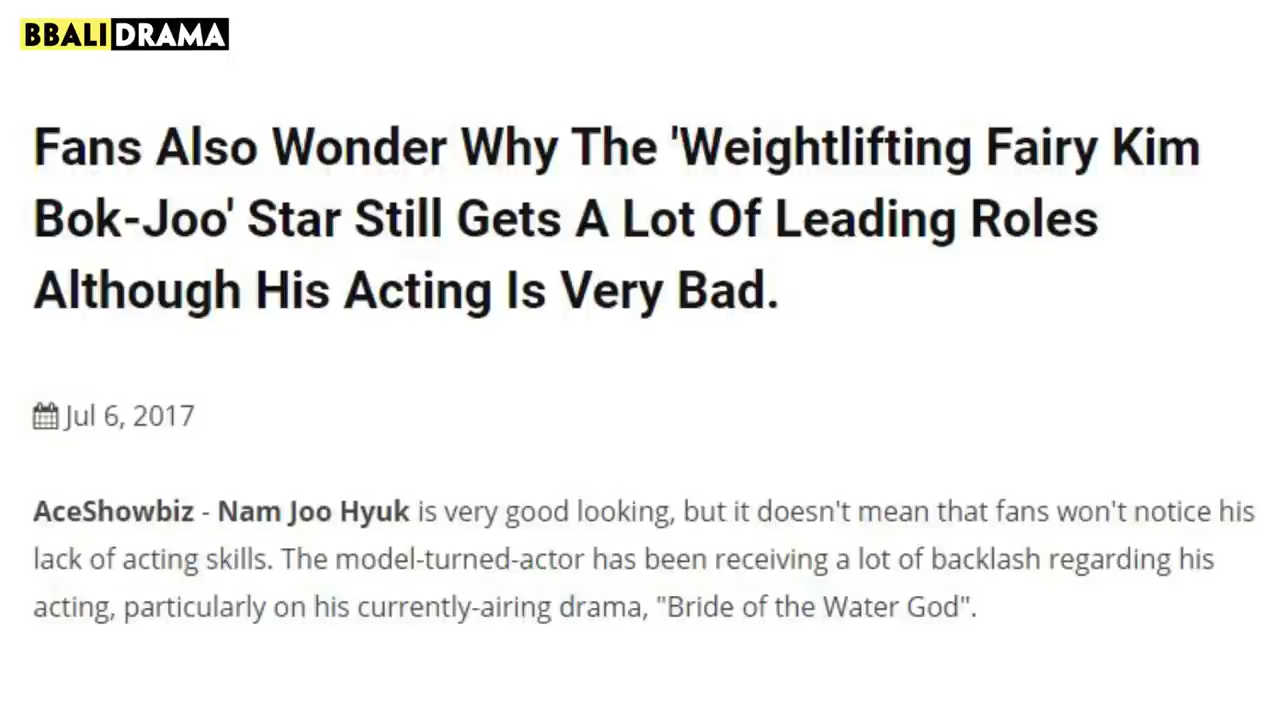 BBALI DRAMA
Fans Also Wonder Why The 'Weightlifting Fairy Kim
Bok-Joo' Star Still Gets A Lot Of Leading Roles
Although His Acting Is Very Bad.
Jul 6, 2017
AceShowbiz - Nam Joo Hyuk is very good looking, but it doesn't mean that fans won't notice his
lack of acting skills. The model-turned-actor has been receiving a lot of backlash regarding his
acting, particularly on his currently-airing drama, "Bride of the Water God".